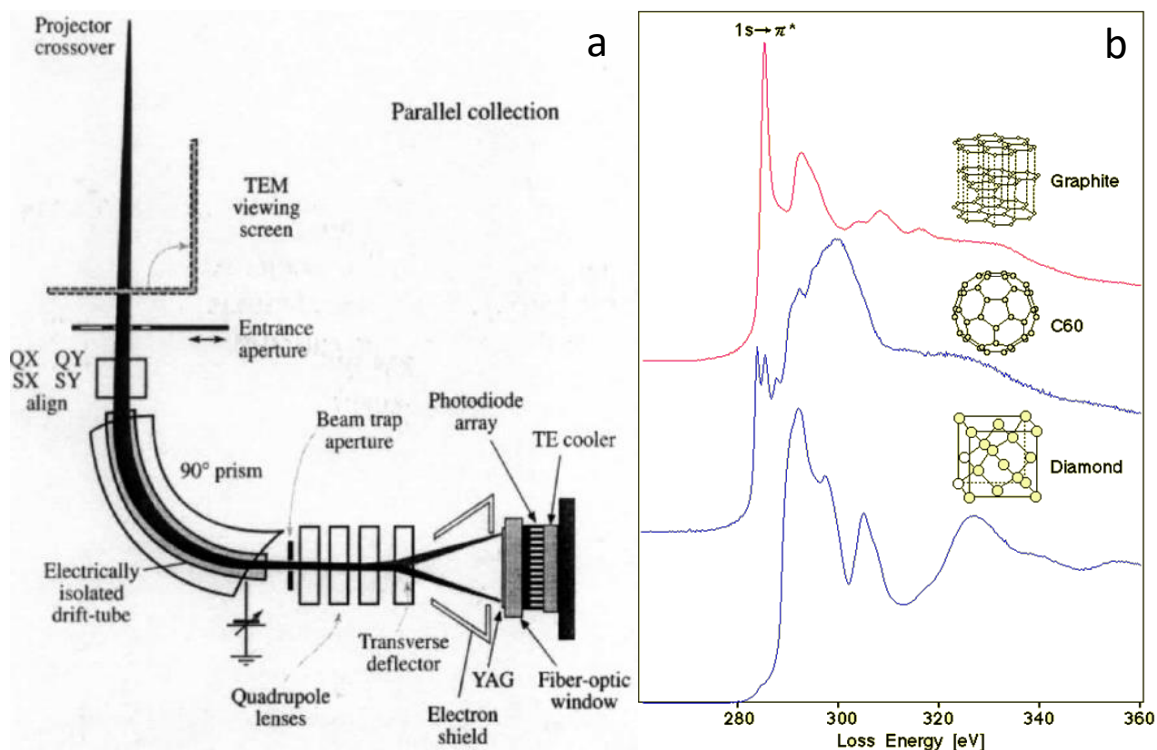 Projector
crossover
a
Parallel collection
TEM
viewing
screen
Entrance
aperture
QX QY
SX SY
align
90° prism
Beam trap
aperture
Photodiode
array
TE cooler
Electrically
isolated
drift-tube
Quadrupole
lenses
Transverse
deflector
YAG
Electron
shield
Fiber-optic
window
1s→π*
b
Graphite
C60
Diamond
280 300 320 340 360
Loss Energy [eV]